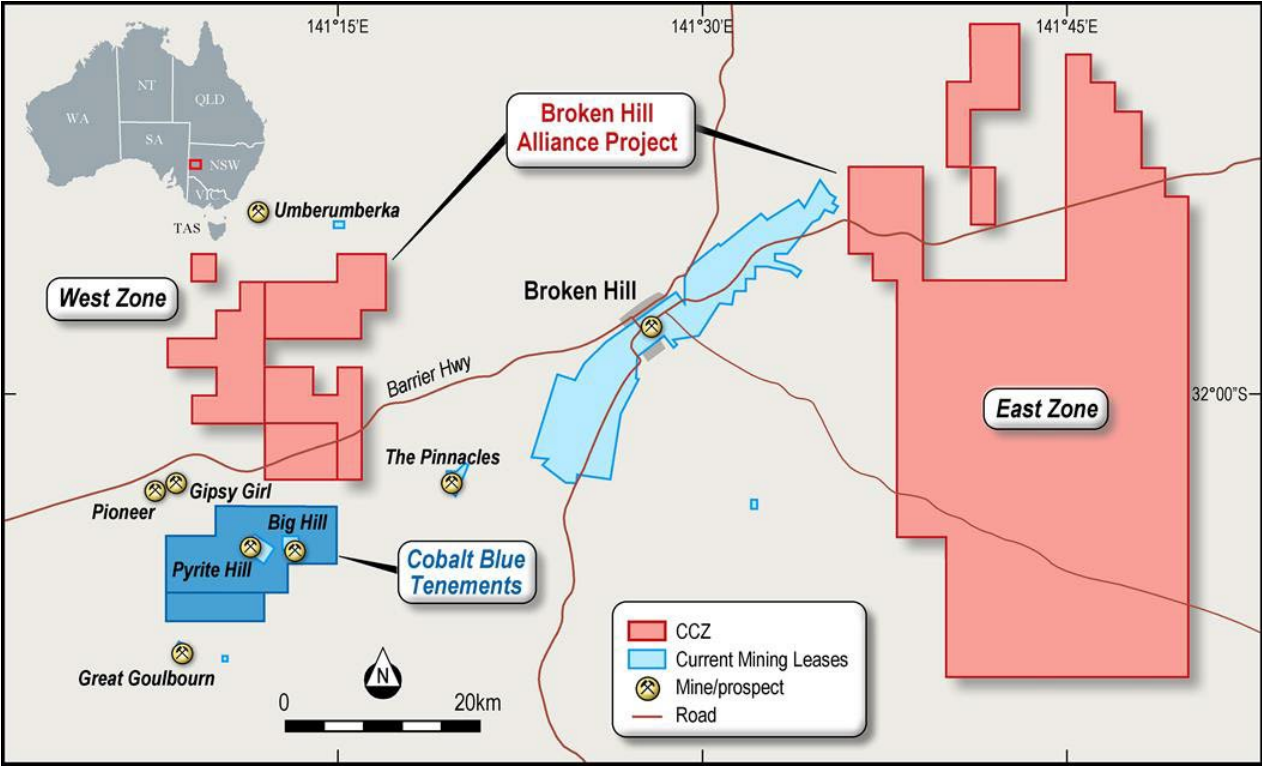 141°15'E
141°30'E
141°45'E
NT
QLD
WA
SA
NSW
VIC
TAS
Broken Hill
Alliance Project
Umberumberka
West Zone
Broken Hill
Barrier Hwy
32°00"S
East Zone
The Pinnacles
Gipsy Girl
Pioneer
Big Hill
Pyrite Hill
Cobalt Blue
Tenements
Great Goulbourn
N
0
20km
CCZ
Current Mining Leases
Mine/prospect
Road